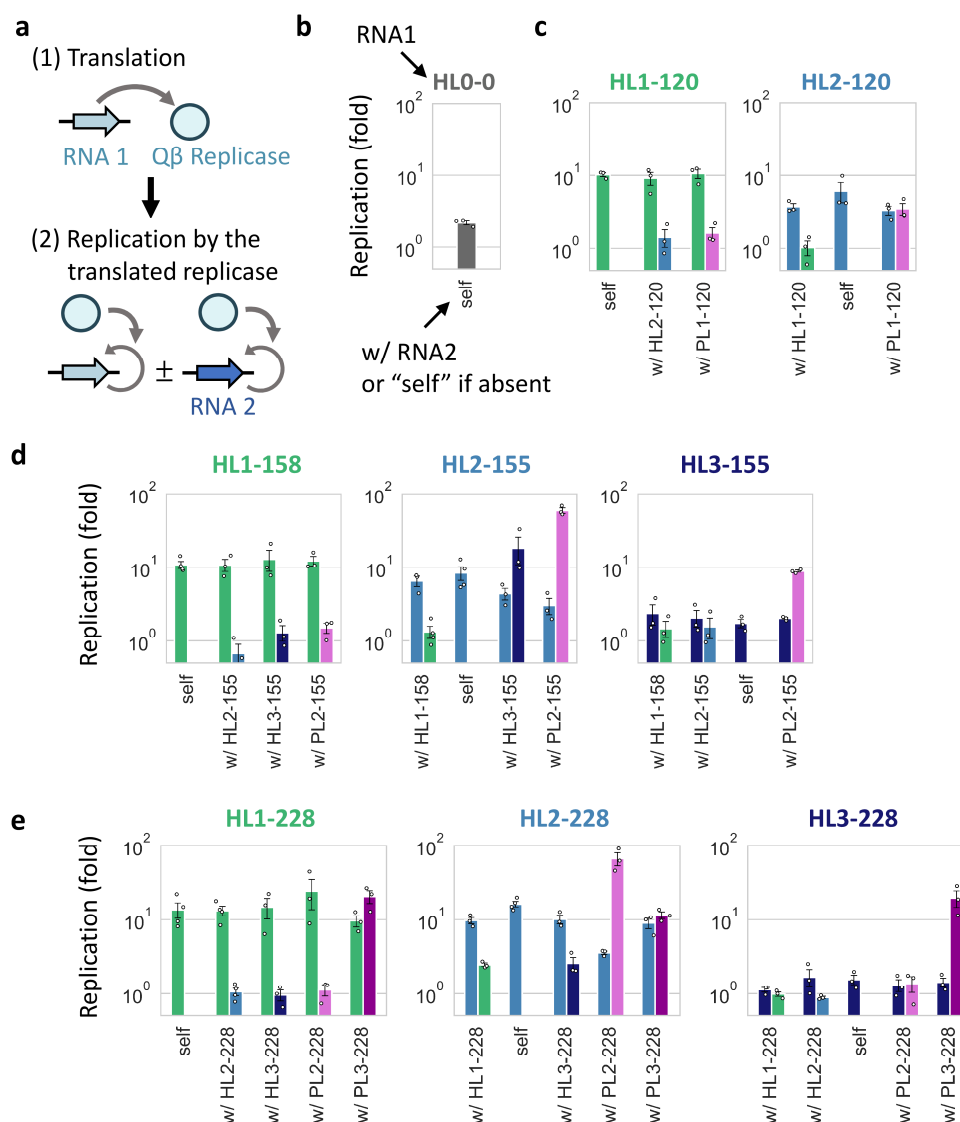 a
(1) Translation
RNA 1
Qβ Replicase
(2) Replication by the
translated replicase
±
RNA 2
b
RNA1
HL0-0
Replication (fold)
10²
10¹
10⁰
self
w/ RNA2
or “self” if absent
c
HL1-120
10²
10¹
10⁰
self
w/ HL2-120
w/ PL1-120
HL2-120
10²
10¹
10⁰
w/ HL1-120
self
w/ PL1-120
d
HL1-158
Replication (fold)
10²
10¹
10⁰
self
w/ HL2-155
w/ HL3-155
w/ PL2-155
HL2-155
10²
10¹
10⁰
w/ HL1-158
self
w/ HL3-155
w/ PL2-155
HL3-155
10²
10¹
10⁰
w/ HL1-158
w/ HL2-155
self
w/ PL2-155
e
HL1-228
Replication (fold)
10²
10¹
10⁰
self
w/ HL2-228
w/ HL3-228
w/ PL2-228
w/ PL3-228
HL2-228
10²
10¹
10⁰
w/ HL1-228
self
w/ HL3-228
w/ PL2-228
w/ PL3-228
HL3-228
10²
10¹
10⁰
w/ HL1-228
w/ HL2-228
self
w/ PL2-228
w/ PL3-228